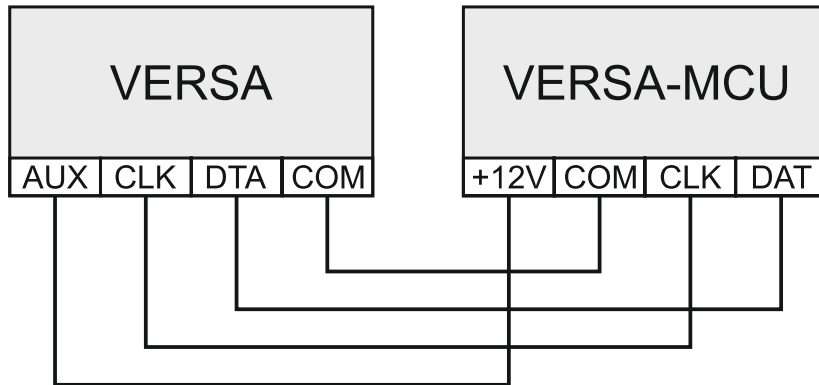 VERSA
VERSA-MCU
AUX CLK DTA COM
+12V COM CLK DAT